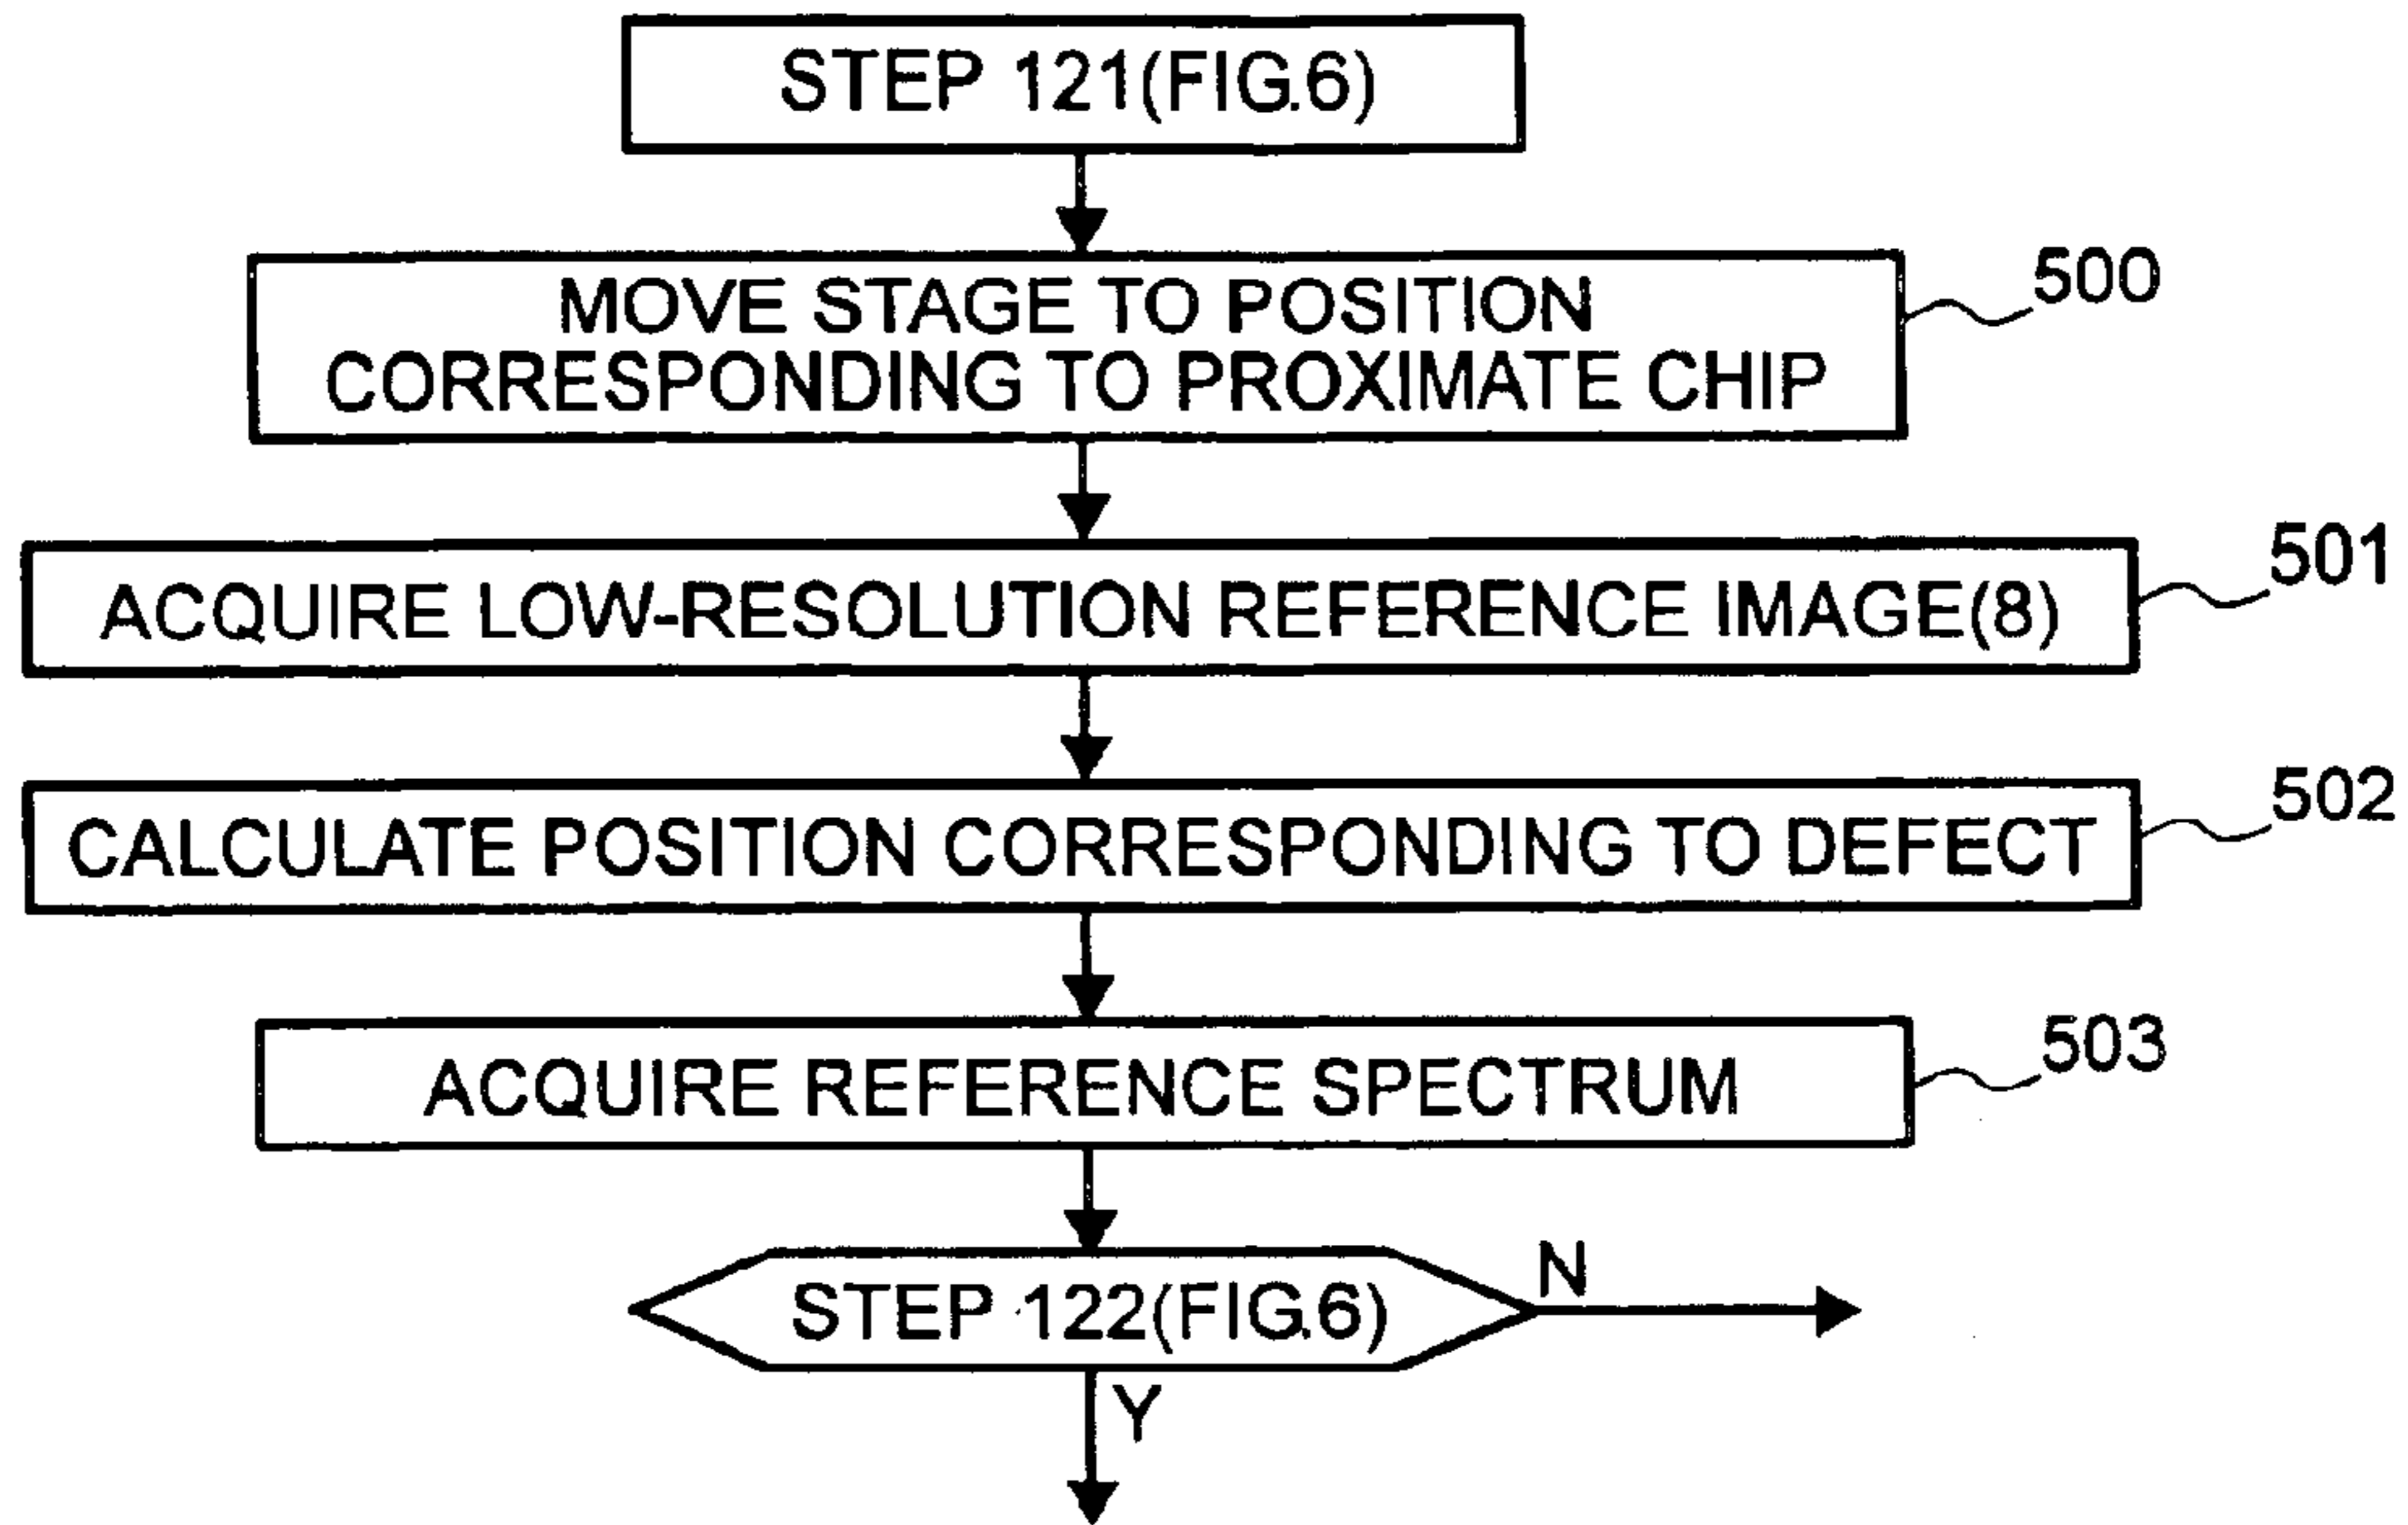 STEP 121(FIG.6)
MOVE STAGE TO POSITION
CORRESPONDING TO PROXIMATE CHIP
500
ACQUIRE LOW-RESOLUTION REFERENCE IMAGE(8)
501
CALCULATE POSITION CORRESPONDING TO DEFECT
502
ACQUIRE REFERENCE SPECTRUM
503
STEP 122(FIG.6)
N
Y